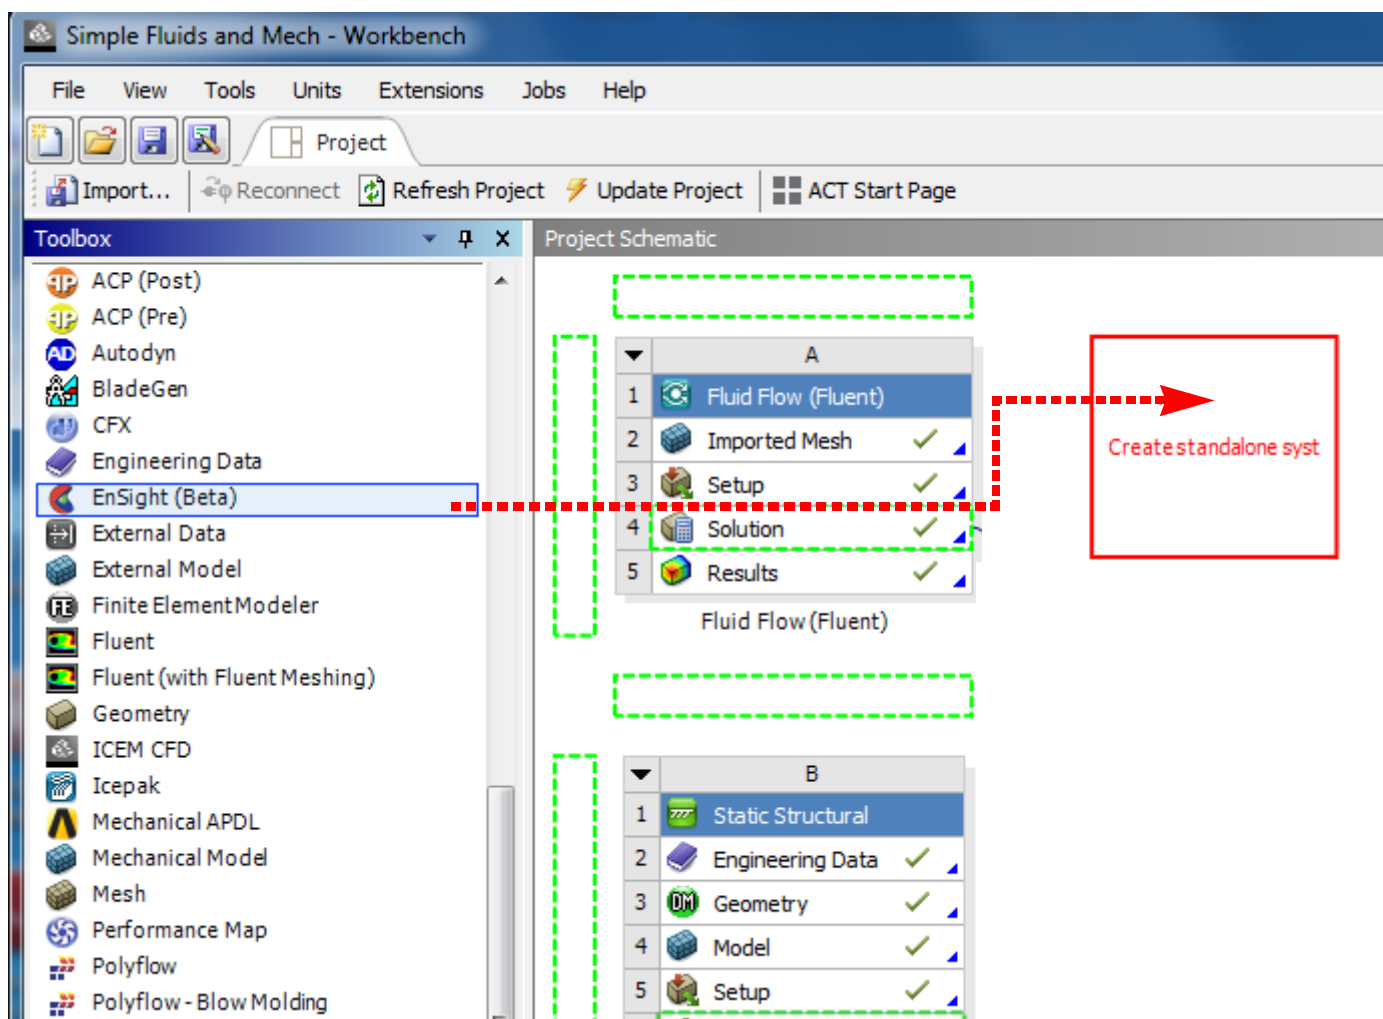 Simple Fluids and Mech - Workbench
File View Tools Units Extensions Jobs Help
Project
Import... Reconnect Refresh Project Update Project ACT Start Page
Toolbox
ACP (Post)
ACP (Pre)
Autodyn
BladeGen
CFX
Engineering Data
EnSight (Beta)
External Data
External Model
Finite Element Modeler
Fluent
Fluent (with Fluent Meshing)
Geometry
ICEM CFD
Icepak
Mechanical APDL
Mechanical Model
Mesh
Performance Map
Polyflow
Polyflow - Blow Molding
Project Schematic
A
1 Fluid Flow (Fluent)
2 Imported Mesh
3 Setup
4 Solution
5 Results
Fluid Flow (Fluent)
Create standalone syst
B
1 Static Structural
2 Engineering Data
3 DM Geometry
4 Model
5 Setup